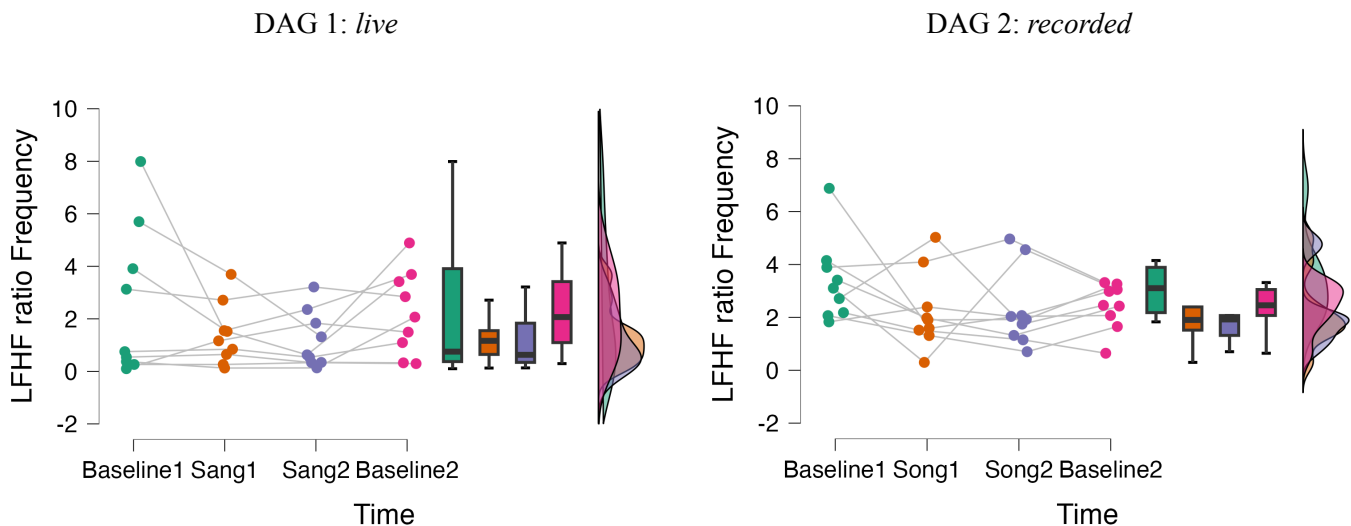 DAG 1: live
DAG 2: recorded
LFHF ratio Frequency
10
8
6
4
2
0
-2
Baseline1 Sang1 Sang2 Baseline2
Time
LFHF ratio Frequency
10
8
6
4
2
0
-2
Baseline1 Song1 Song2 Baseline2
Time